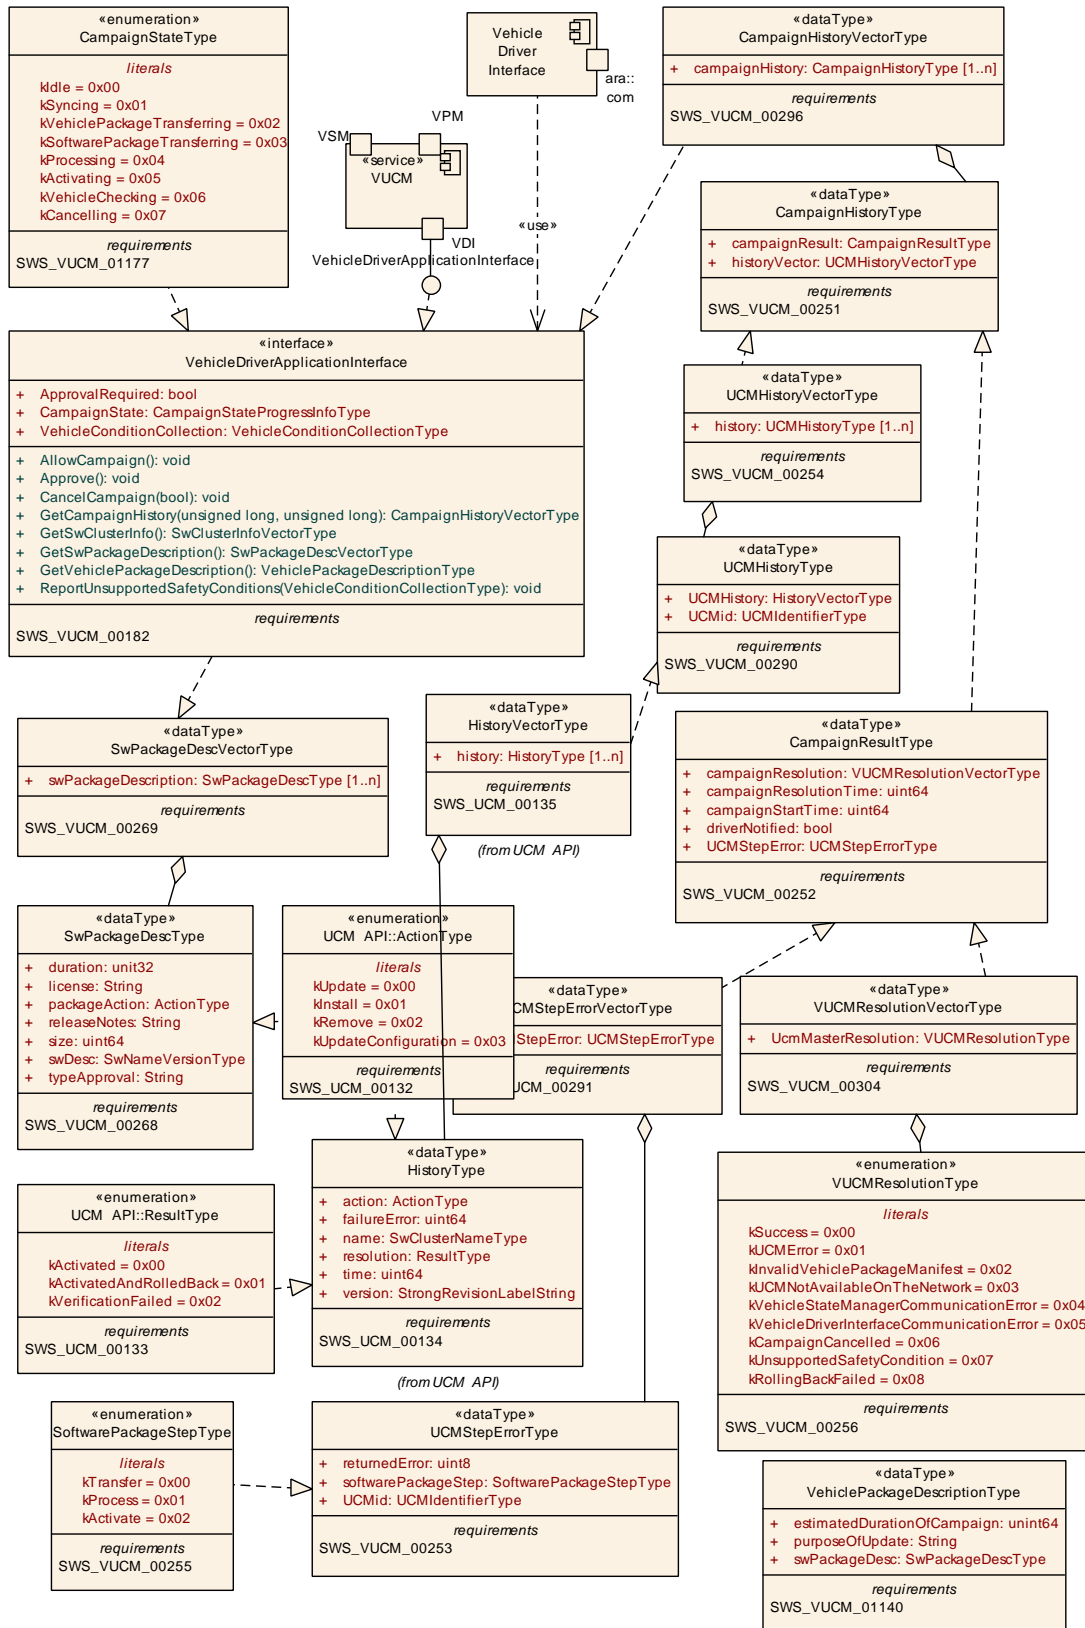 «enumeration»
CampaignStateType
literals
kIdle = 0x00
kSyncing = 0x01
kVehiclePackageTransferring = 0x02
kSoftwarePackageTransferring = 0x03
kProcessing = 0x04
kActivating = 0x05
kVehicleChecking = 0x06
kCancelling = 0x07
requirements
SWS_VUCM_01177
Vehicle
Driver
Interface
ara::
com
VSM
VPM
«service»
VUCM
VDI
VehicleDriverApplicationInterface
«use»
«dataType»
CampaignHistoryVectorType
+ campaignHistory: CampaignHistoryType [1..n]
requirements
SWS_VUCM_00296
«dataType»
CampaignHistoryType
+ campaignResult: CampaignResultType
+ historyVector: UCMHistoryVectorType
requirements
SWS_VUCM_00251
«interface»
VehicleDriverApplicationInterface
+ ApprovalRequired: bool
+ CampaignState: CampaignStateProgressInfoType
+ VehicleConditionCollection: VehicleConditionCollectionType
+ AllowCampaign(): void
+ Approve(): void
+ CancelCampaign(bool): void
+ GetCampaignHistory(unsigned long, unsigned long): CampaignHistoryVectorType
+ GetSwClusterInfo(): SwClusterInfoVectorType
+ GetSwPackageDescription(): SwPackageDescVectorType
+ GetVehiclePackageDescription(): VehiclePackageDescriptionType
+ ReportUnsupportedSafetyConditions(VehicleConditionCollectionType): void
requirements
SWS_VUCM_00182
«dataType»
UCMHistoryVectorType
+ history: UCMHistoryType [1..n]
requirements
SWS_VUCM_00254
«dataType»
UCMHistoryType
+ UCMHistory: HistoryVectorType
+ UCMid: UCMIdentifierType
requirements
SWS_VUCM_00290
«dataType»
SwPackageDescVectorType
+ swPackageDescription: SwPackageDescType [1..n]
requirements
SWS_VUCM_00269
«dataType»
HistoryVectorType
+ history: HistoryType [1..n]
requirements
SWS_UCM_00135
(from UCM API)
«dataType»
CampaignResultType
+ campaignResolution: VUCMResolutionVectorType
+ campaignResolutionTime: uint64
+ campaignStartTime: uint64
+ driverNotified: bool
+ UCMStepError: UCMStepErrorType
requirements
SWS_VUCM_00252
«dataType»
SwPackageDescType
+ duration: unit32
+ license: String
+ packageAction: ActionType
+ releaseNotes: String
+ size: uint64
+ swDesc: SwNameVersionType
+ typeApproval: String
requirements
SWS_VUCM_00268
«enumeration»
UCM API::ActionType
literals
kUpdate = 0x00
kInstall = 0x01
kRemove = 0x02
kUpdateConfiguration = 0x03
requirements
SWS_UCM_00132
«dataType»
CMStepErrorVectorType
StepError: UCMStepErrorType
requirements
UCM_00291
«dataType»
VUCMResolutionVectorType
+ UcmMasterResolution: VUCMResolutionType
requirements
SWS_VUCM_00304
«dataType»
HistoryType
+ action: ActionType
+ failureError: uint64
+ name: SwClusterNameType
+ resolution: ResultType
+ time: uint64
+ version: StrongRevisionLabelString
requirements
SWS_UCM_00134
(from UCM API)
«enumeration»
UCM API::ResultType
literals
kActivated = 0x00
kActivatedAndRolledBack = 0x01
kVerificationFailed = 0x02
requirements
SWS_UCM_00133
«enumeration»
VUCMResolutionType
literals
kSuccess = 0x00
kUCMError = 0x01
kInvalidVehiclePackageManifest = 0x02
kUCMNotAvailableOnTheNetwork = 0x03
kVehicleStateManagerCommunicationError = 0x04
kVehicleDriverInterfaceCommunicationError = 0x05
kCampaignCancelled = 0x06
kUnsupportedSafetyCondition = 0x07
kRollingBackFailed = 0x08
requirements
SWS_VUCM_00256
«enumeration»
SoftwarePackageStepType
literals
kTransfer = 0x00
kProcess = 0x01
kActivate = 0x02
requirements
SWS_VUCM_00255
«dataType»
UCMStepErrorType
+ returnedError: uint8
+ softwarePackageStep: SoftwarePackageStepType
+ UCMid: UCMIdentifierType
requirements
SWS_VUCM_00253
«dataType»
VehiclePackageDescriptionType
+ estimatedDurationOfCampaign: unint64
+ purposeOfUpdate: String
+ swPackageDesc: SwPackageDescType
requirements
SWS_VUCM_01140